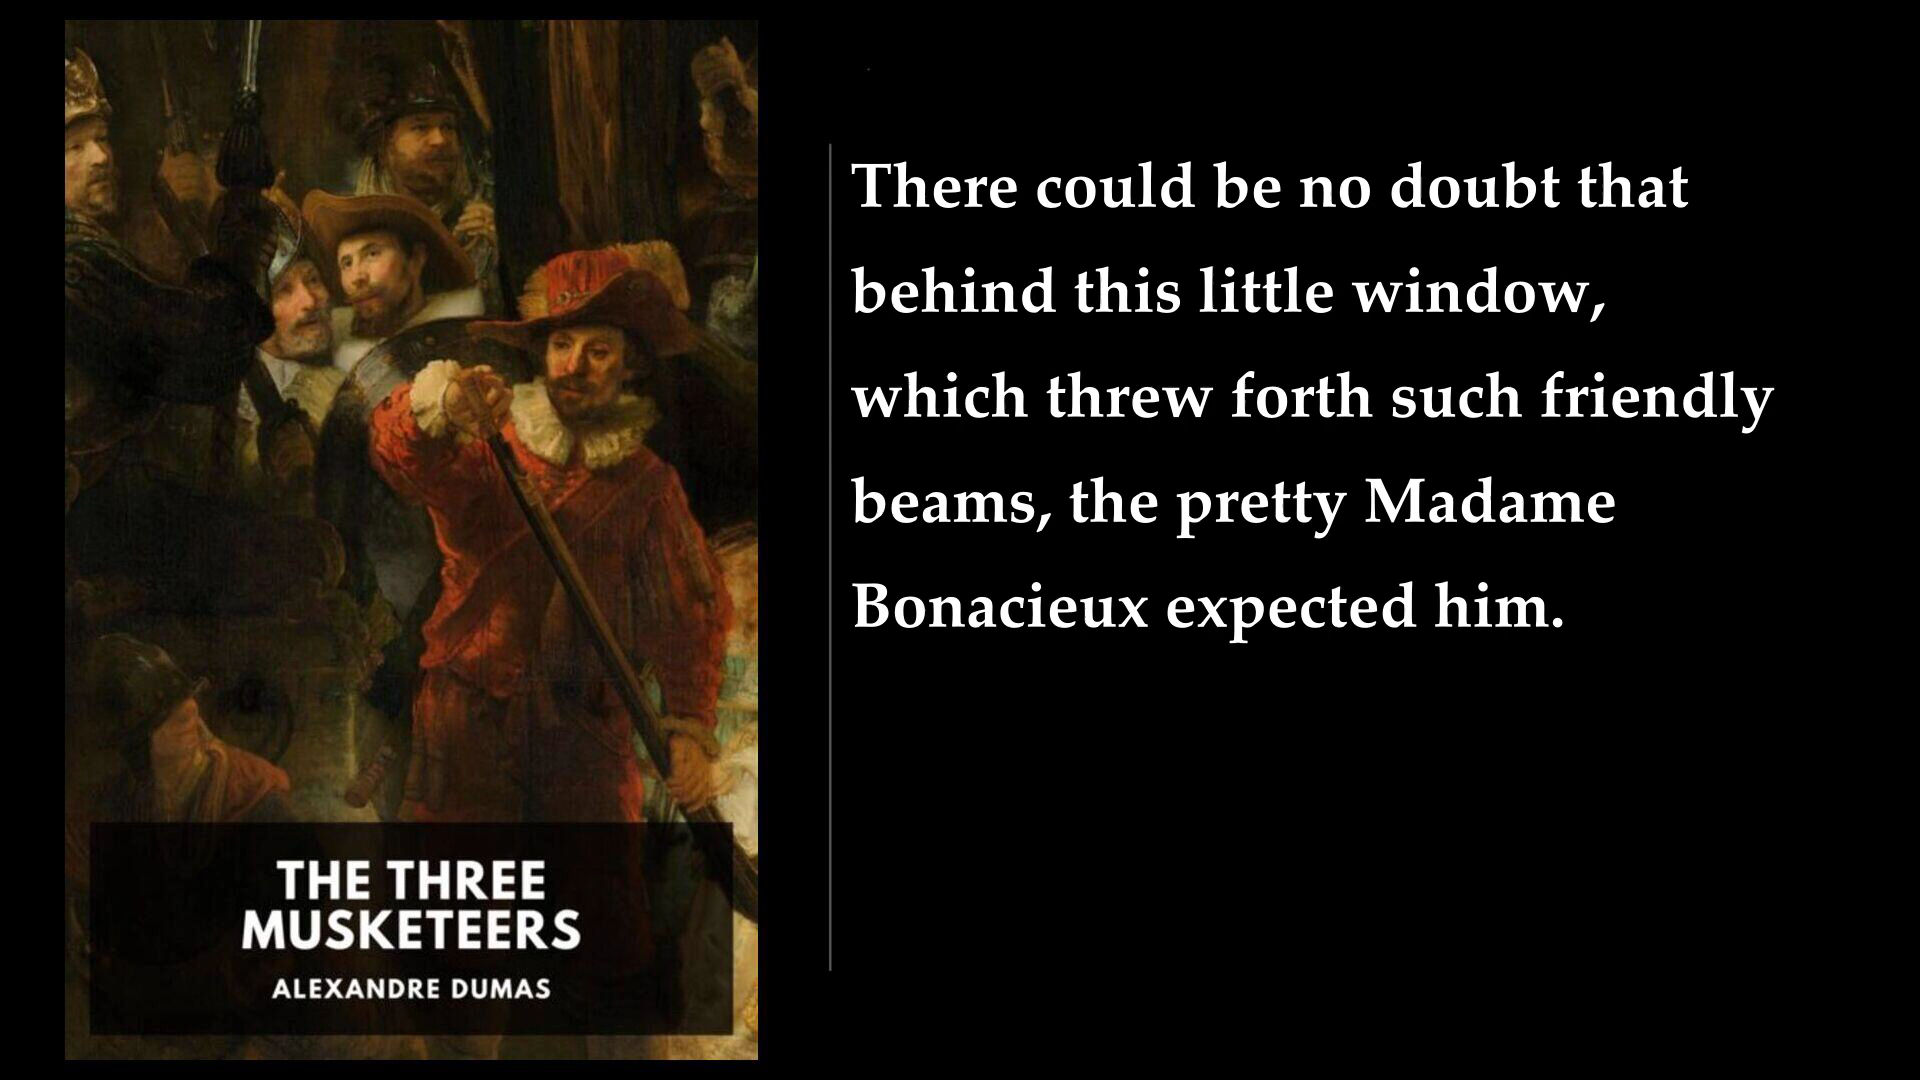 THE THREE
MUSKETEERS
ALEXANDRE DUMAS
There could be no doubt that
behind this little window,
which threw forth such friendly
beams, the pretty Madame
Bonacieux expected him.